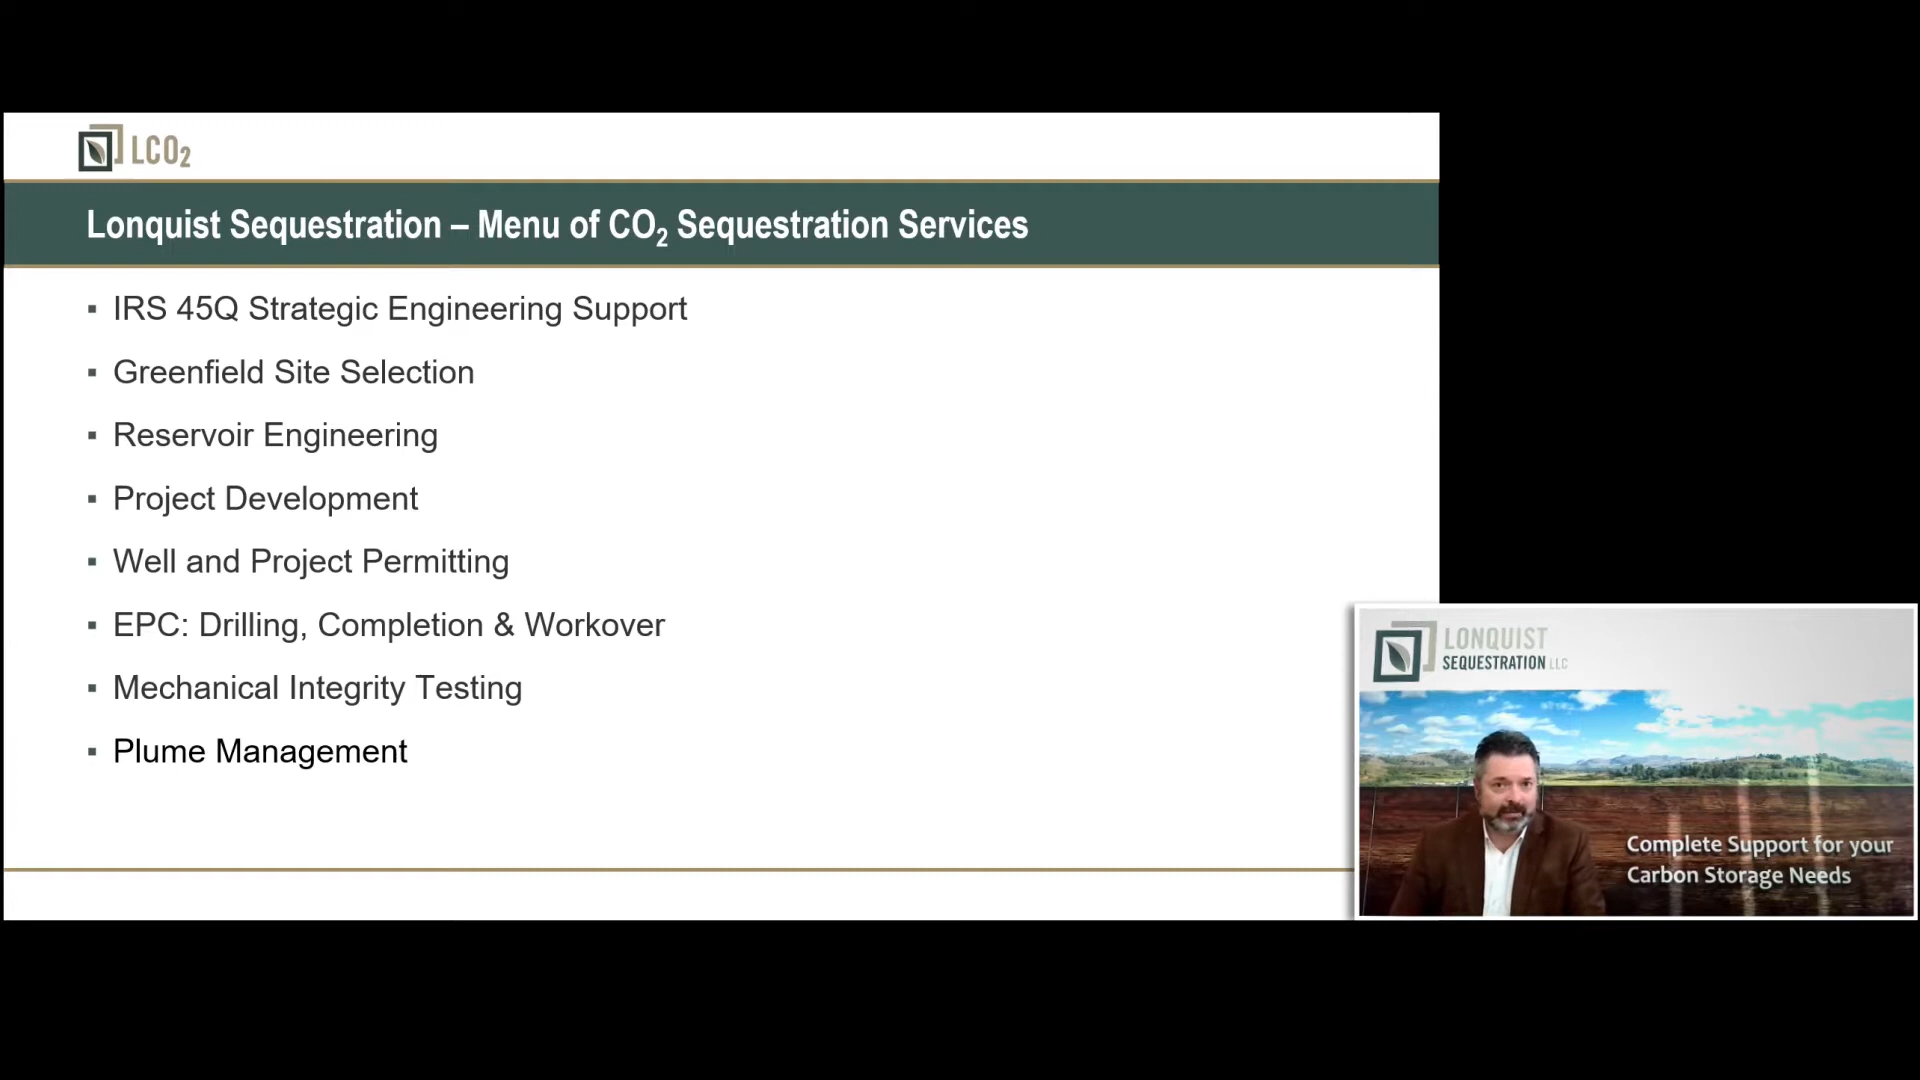 LCO₂
Lonquist Sequestration – Menu of CO₂ Sequestration Services
▪ IRS 45Q Strategic Engineering Support
▪ Greenfield Site Selection
▪ Reservoir Engineering
▪ Project Development
▪ Well and Project Permitting
▪ EPC: Drilling, Completion & Workover
▪ Mechanical Integrity Testing
▪ Plume Management
LONQUIST
SEQUESTRATION LLC
Complete Support for your
Carbon Storage Needs